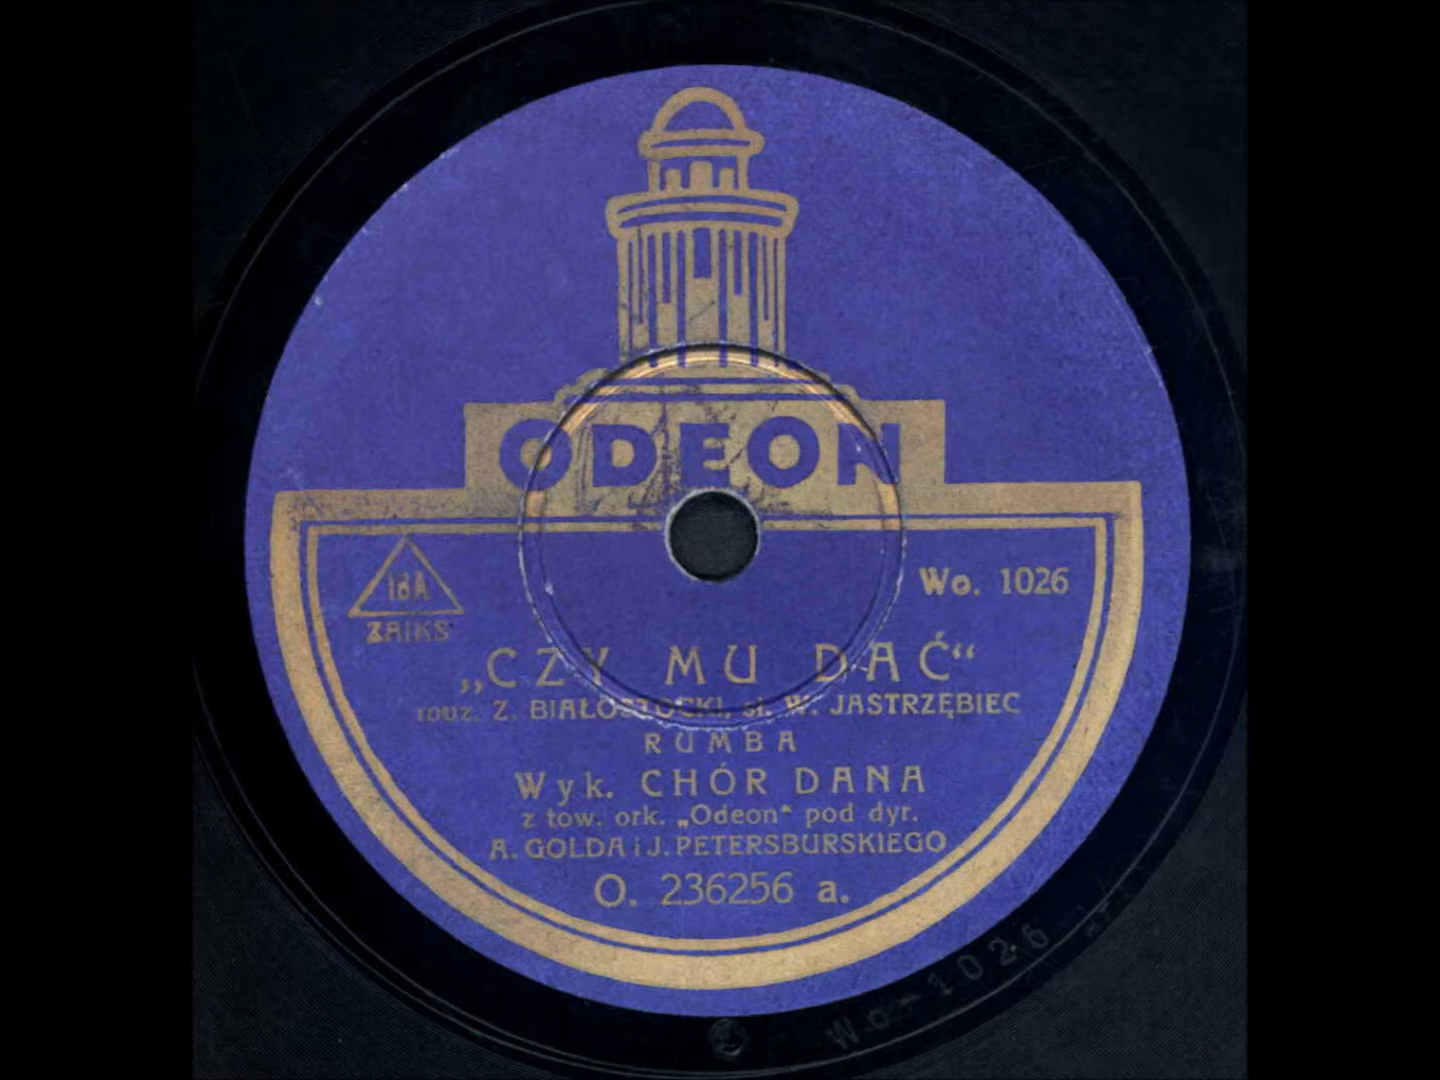 ODEON
18A
ZAIKS
Wo. 1026
„CZY MU DAĆ“
muz. Z. BIAŁOSTOCKI, sł. W. JASTRZĘBIEC
RUMBA
Wyk. CHÓR DANA
z tow. ork. „Odeon“ pod dyr.
A. GOLDA i J. PETERSBURSKIEGO
O. 236256 a.
Wo-1026